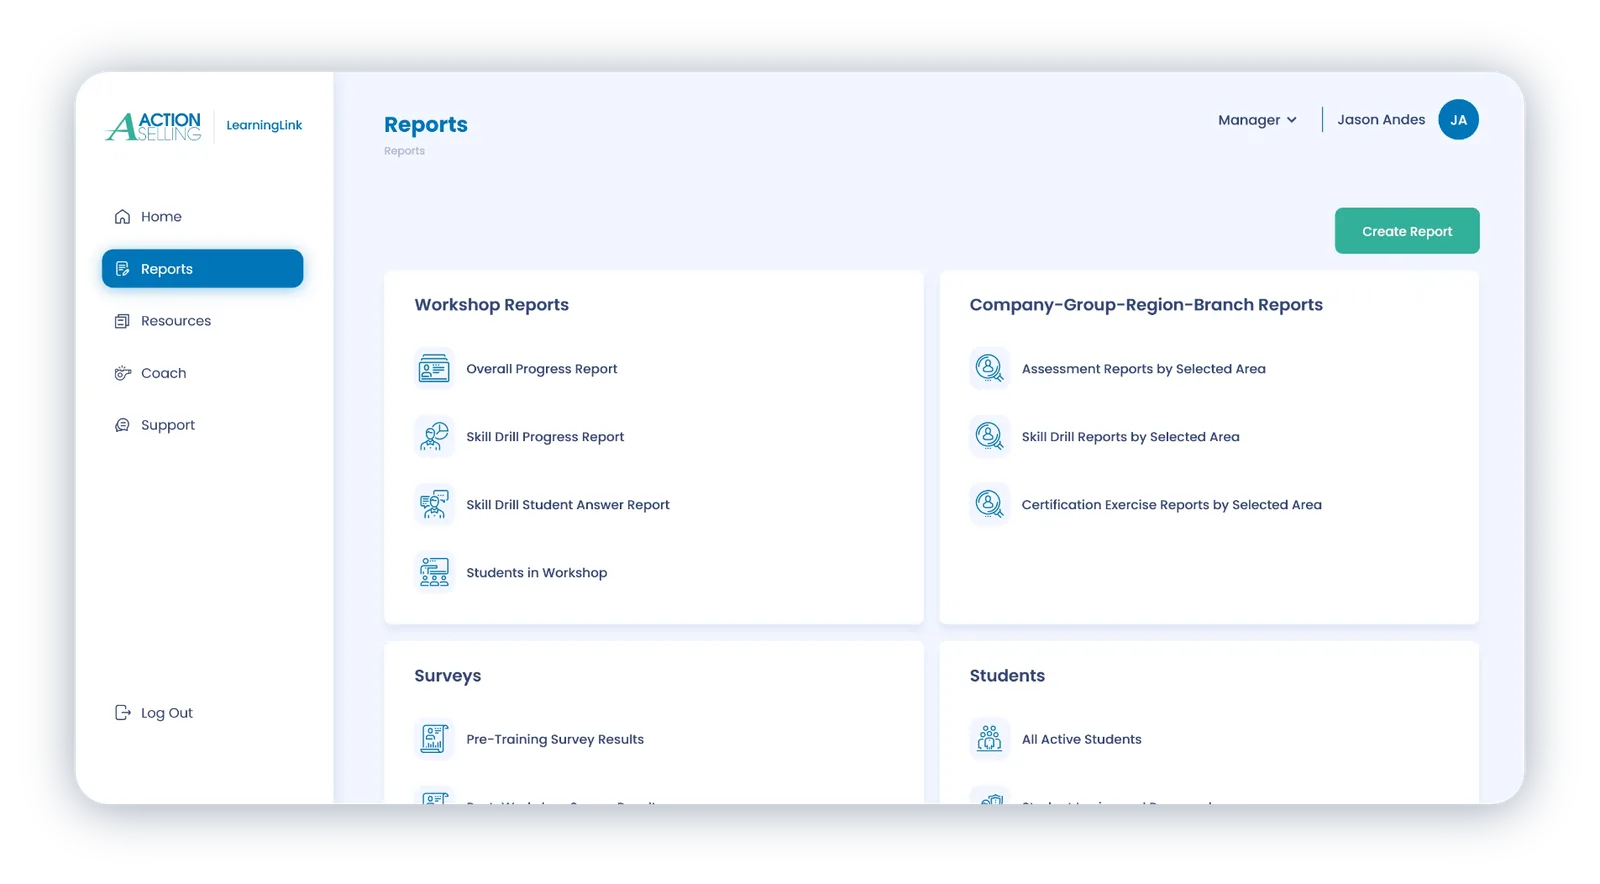 ACTION
SELLING
LearningLink
Home
Reports
Resources
Coach
Support
Log Out
Reports
Reports
Manager
Jason Andes
JA
Create Report
Workshop Reports
Overall Progress Report
Skill Drill Progress Report
Skill Drill Student Answer Report
Students in Workshop
Company-Group-Region-Branch Reports
Assessment Reports by Selected Area
Skill Drill Reports by Selected Area
Certification Exercise Reports by Selected Area
Surveys
Pre-Training Survey Results
Students
All Active Students